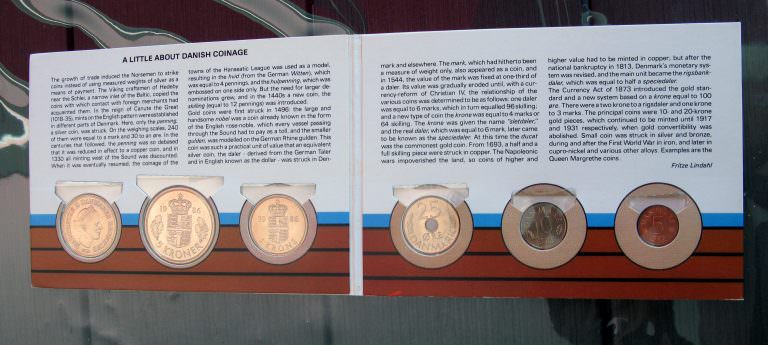 A LITTLE ABOUT DANISH COINAGE
The growth of trade induced the Norsemen to strike
coins instead of using measured weights of silver as a
means of payment. The Viking craftsmen of Hedeby
near the Schlei, a narrow inlet of the Baltic, copied the
coins with which contact with foreign merchants had
acquainted them. In the reign of Canute the Great
(1018-35), mints on the English pattern were established
in different parts of Denmark. Here, only the penning,
a silver coin, was struck. On the weighing scales, 240
of them were equal to a mark and 30 to an øre. In the
centuries that followed, the penning was so debased
that it was reduced in effect to a copper coin, and in
1330 all minting west of the Sound was discounted.
When it was eventually resumed, the coinage of the
towns of the Hanseatic League was used as a model,
resulting in the hvid (from the German Witten), which
was equal to 4 pennings, and the hulpenning, which was
embossed on one side only. But the need for larger de-
nominations grew, and in the 1440s a new coin, the
skilling (equal to 12 pennings) was introduced.
Gold coins were first struck in 1496: the large and
handsome nobel was a coin already known in the form
of the English rose-noble, which every vessel passing
through the Sound had to pay as a toll, and the smaller
gulden, was modelled on the German Rhine gulden. This
coin was such a practical unit of value that an equivalent
silver coin, the daler - derived from the German Taler
and in English known as the dollar - was struck in Den-
mark and elsewhere. The mark, which had hitherto been
a measure of weight only, also appeared as a coin, and
in 1544, the value of the mark was fixed at one-third of
a daler. Its value was gradually eroded until, with a cur-
rency-reform of Christian IV, the relationship of the
various coins was determined to be as follows: one daler
was equal to 6 marks, which in turn equalled 96 skilling,
and a new type of coin the krone was equal to 4 marks or
64 skilling. The krone was given the name "sletdaler,"
and the real daler, which was equal to 6 mark, later came
to be known as the speciedaler. At this time the ducat
was the commonest gold coin. From 1693, a half and a
full skilling piece were struck in copper. The Napoleonic
wars impoverished the land, so coins of higher and
higher value had to be minted in copper, but after the
national bankruptcy in 1813, Denmark's monetary sys-
tem was revised, and the main unit became the rigsbank-
daler, which was equal to half a speciedaler.
The Currency Act of 1873 introduced the gold stand-
ard and a new system based on a krone equal to 100
øre. There were two krone to a rigsdaler and one krone
to 3 marks. The principal coins were 10- and 20-krone
gold pieces, which continued to be minted until 1917
and 1931 respectively, when gold convertibility was
abolished. Small coin was struck in silver and bronze,
during and after the First World War in iron, and later in
cupro-nickel and various other alloys. Examples are the
Queen Margrethe coins.
Fritze Lindahl
1986
5 KRONER
1986
1 KRONE
25
ØRE
DANMARK
10
5